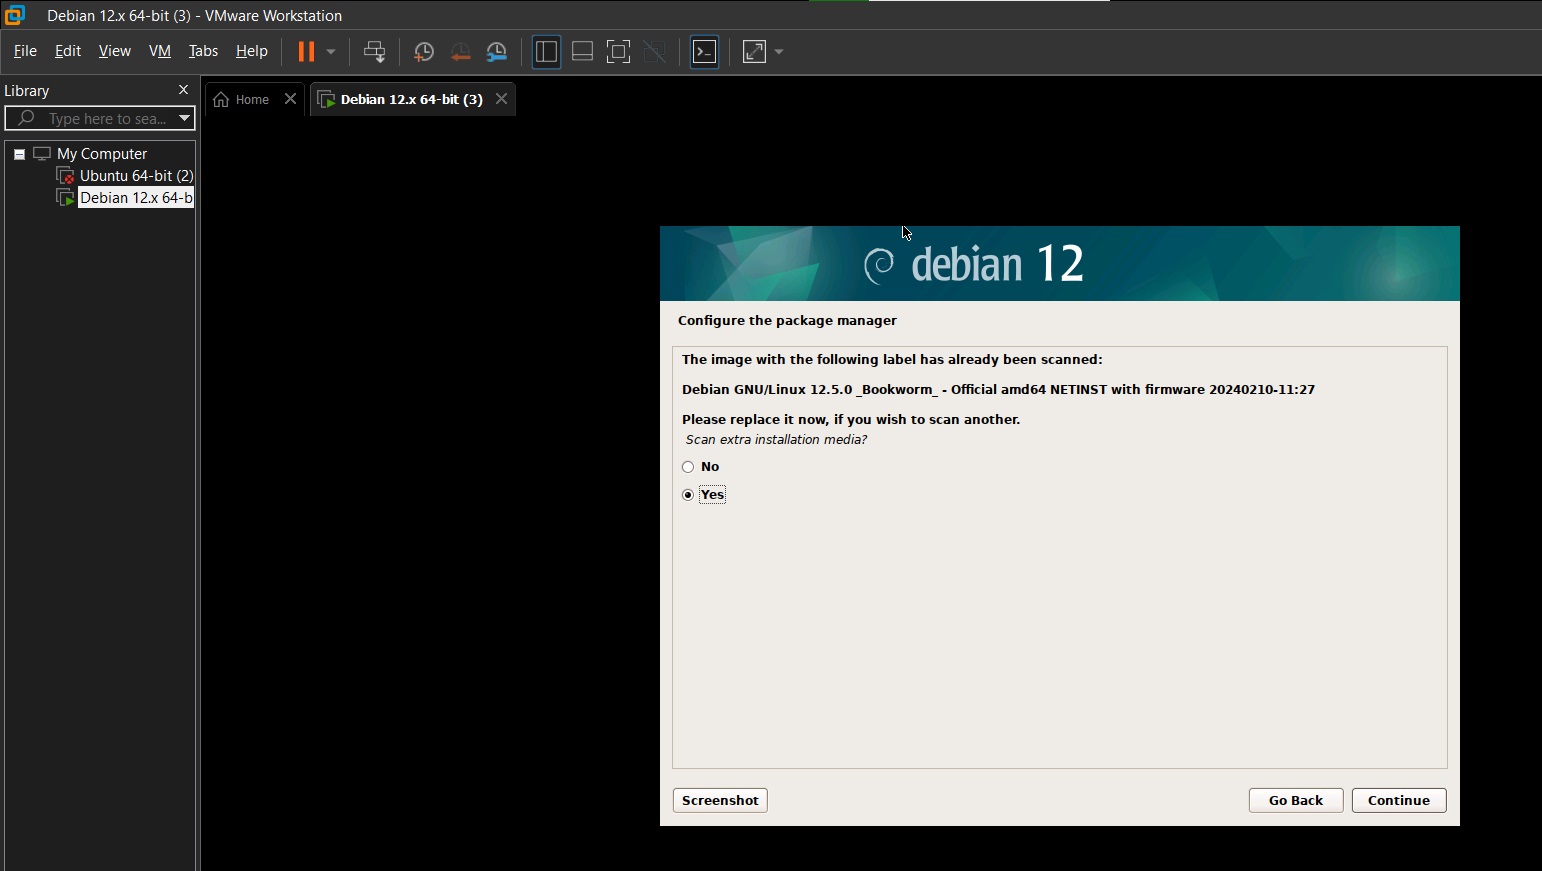 Debian 12.x 64-bit (3) - VMware Workstation
File Edit View VM Tabs Help
Library
Type here to sea...
Home
Debian 12.x 64-bit (3)
My Computer
Ubuntu 64-bit (2)
Debian 12.x 64-b
debian 12
Configure the package manager
The image with the following label has already been scanned:
Debian GNU/Linux 12.5.0 _Bookworm_ - Official amd64 NETINST with firmware 20240210-11:27
Please replace it now, if you wish to scan another.
Scan extra installation media?
No
Yes
Screenshot
Go Back
Continue